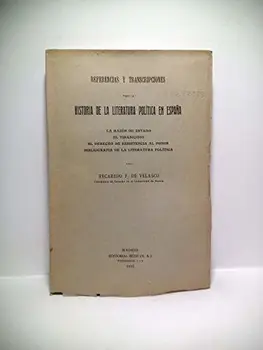 REFERENCIAS Y TRANSCRIPCIONES
PARA LA
HISTORIA DE LA LITERATURA POLÍTICA EN ESPAÑA
LA RAZÓN DE ESTADO
EL TIRANICIDIO
EL DERECHO DE RESISTENCIA AL PODER
BIBLIOGRAFÍA DE LA LITERATURA POLÍTICA
POR
RECAREDO F. DE VELASCO
MADRID
EDITORIAL REUS